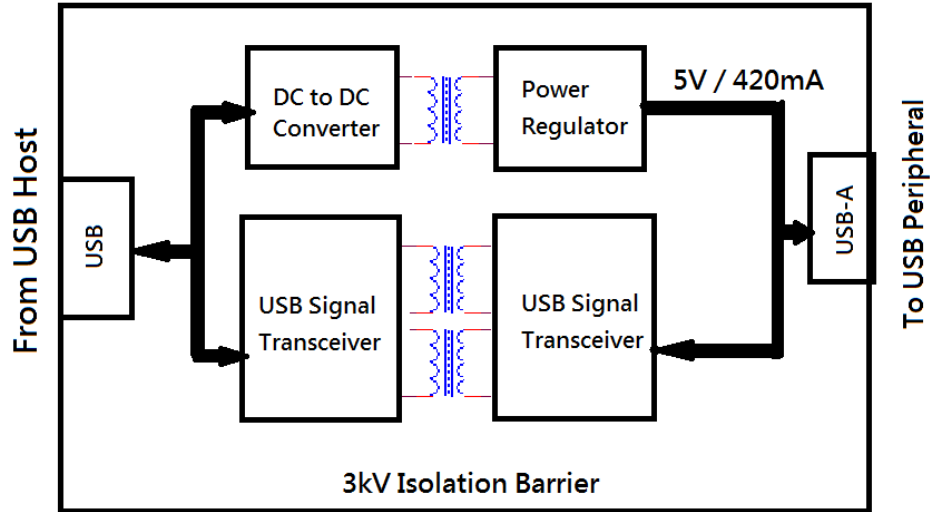 From USB Host
USB
DC to DC
Converter
Power
Regulator
5V / 420mA
USB Signal
Transceiver
USB Signal
Transceiver
USB-A
To USB Peripheral
3kV Isolation Barrier